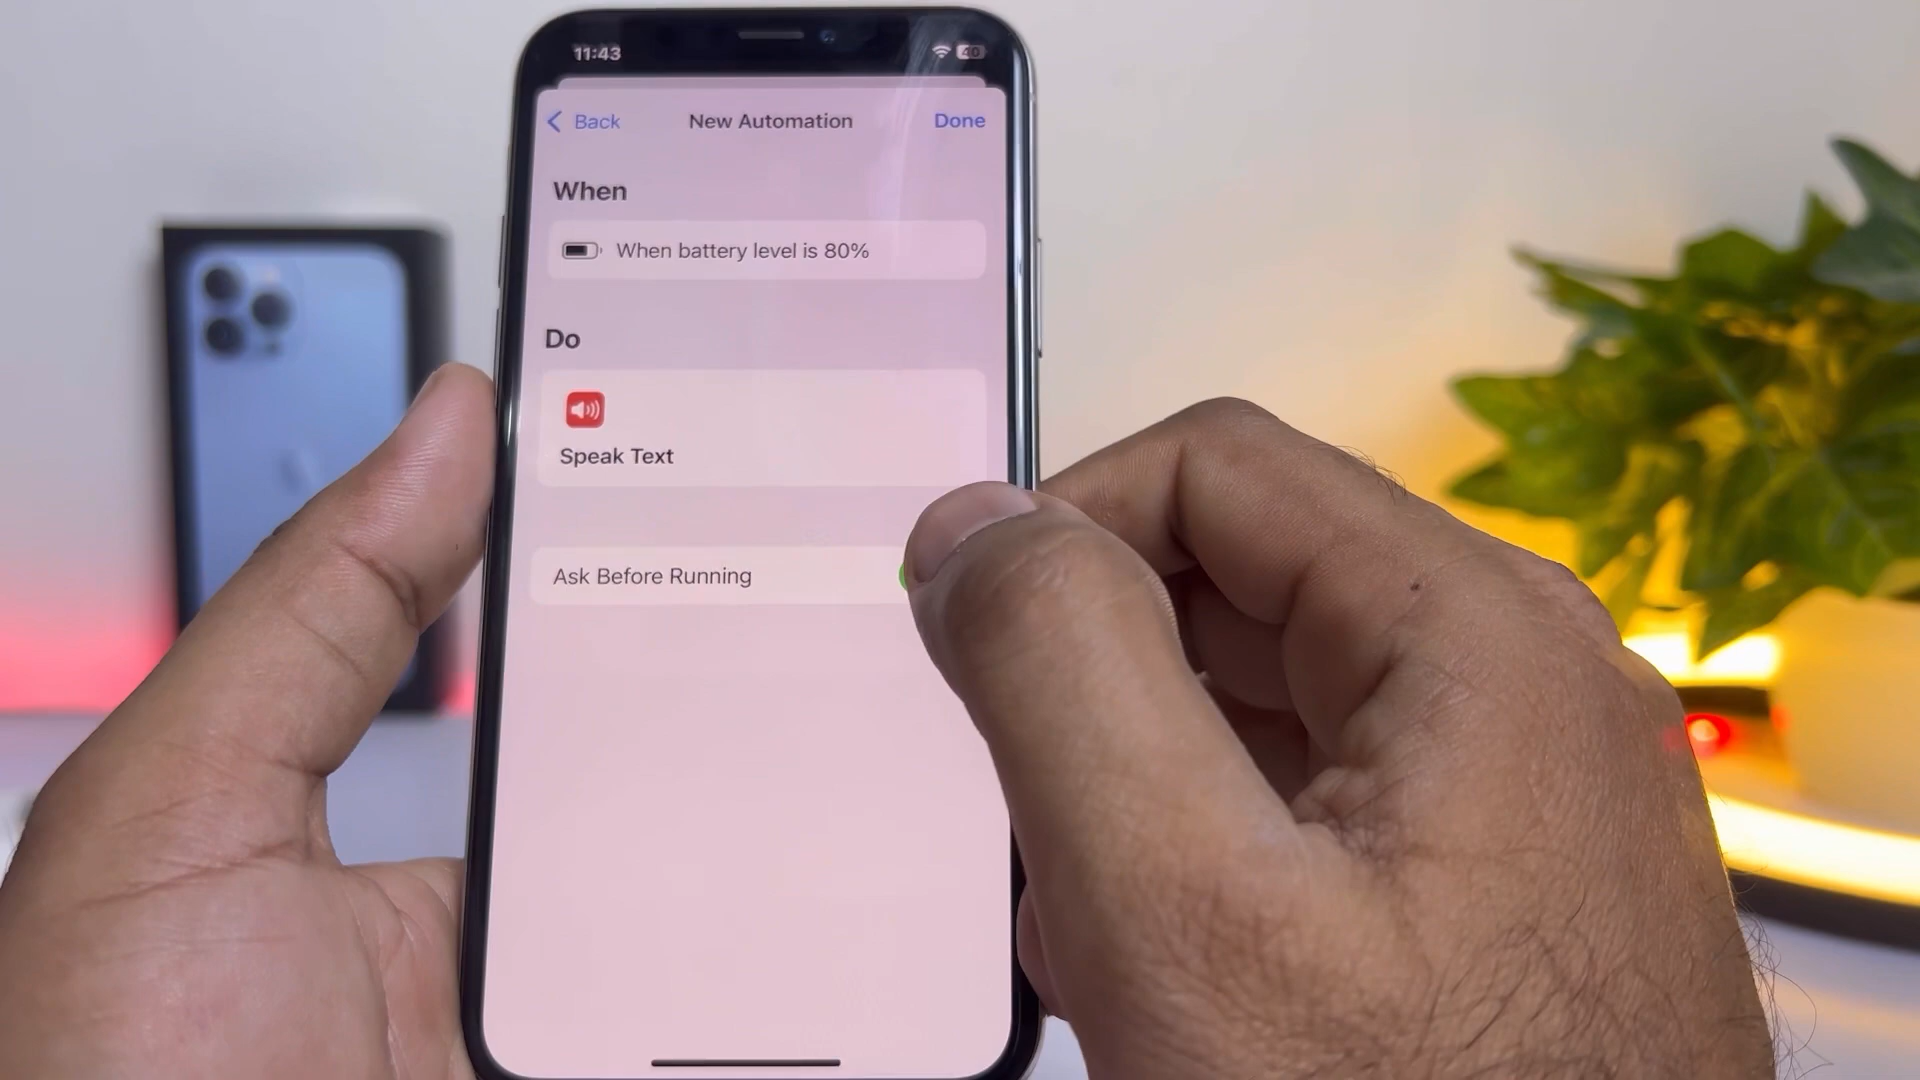 11:43
40
Back
New Automation
Done
When
When battery level is 80%
Do
Speak Text
Ask Before Running